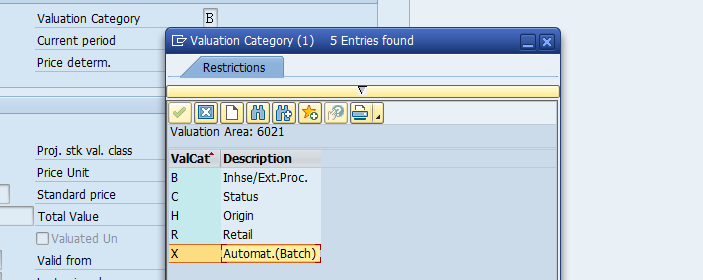 Valuation Category B
Current period
Price determ.
Valuation Category (1) 5 Entries found
Restrictions
Valuation Area: 6021
ValCat Description
B Inhse/Ext.Proc.
C Status
H Origin
R Retail
X Automat.(Batch)
Proj. stk val. class
Price Unit
Standard price
Total Value
Valuated Un
Valid from